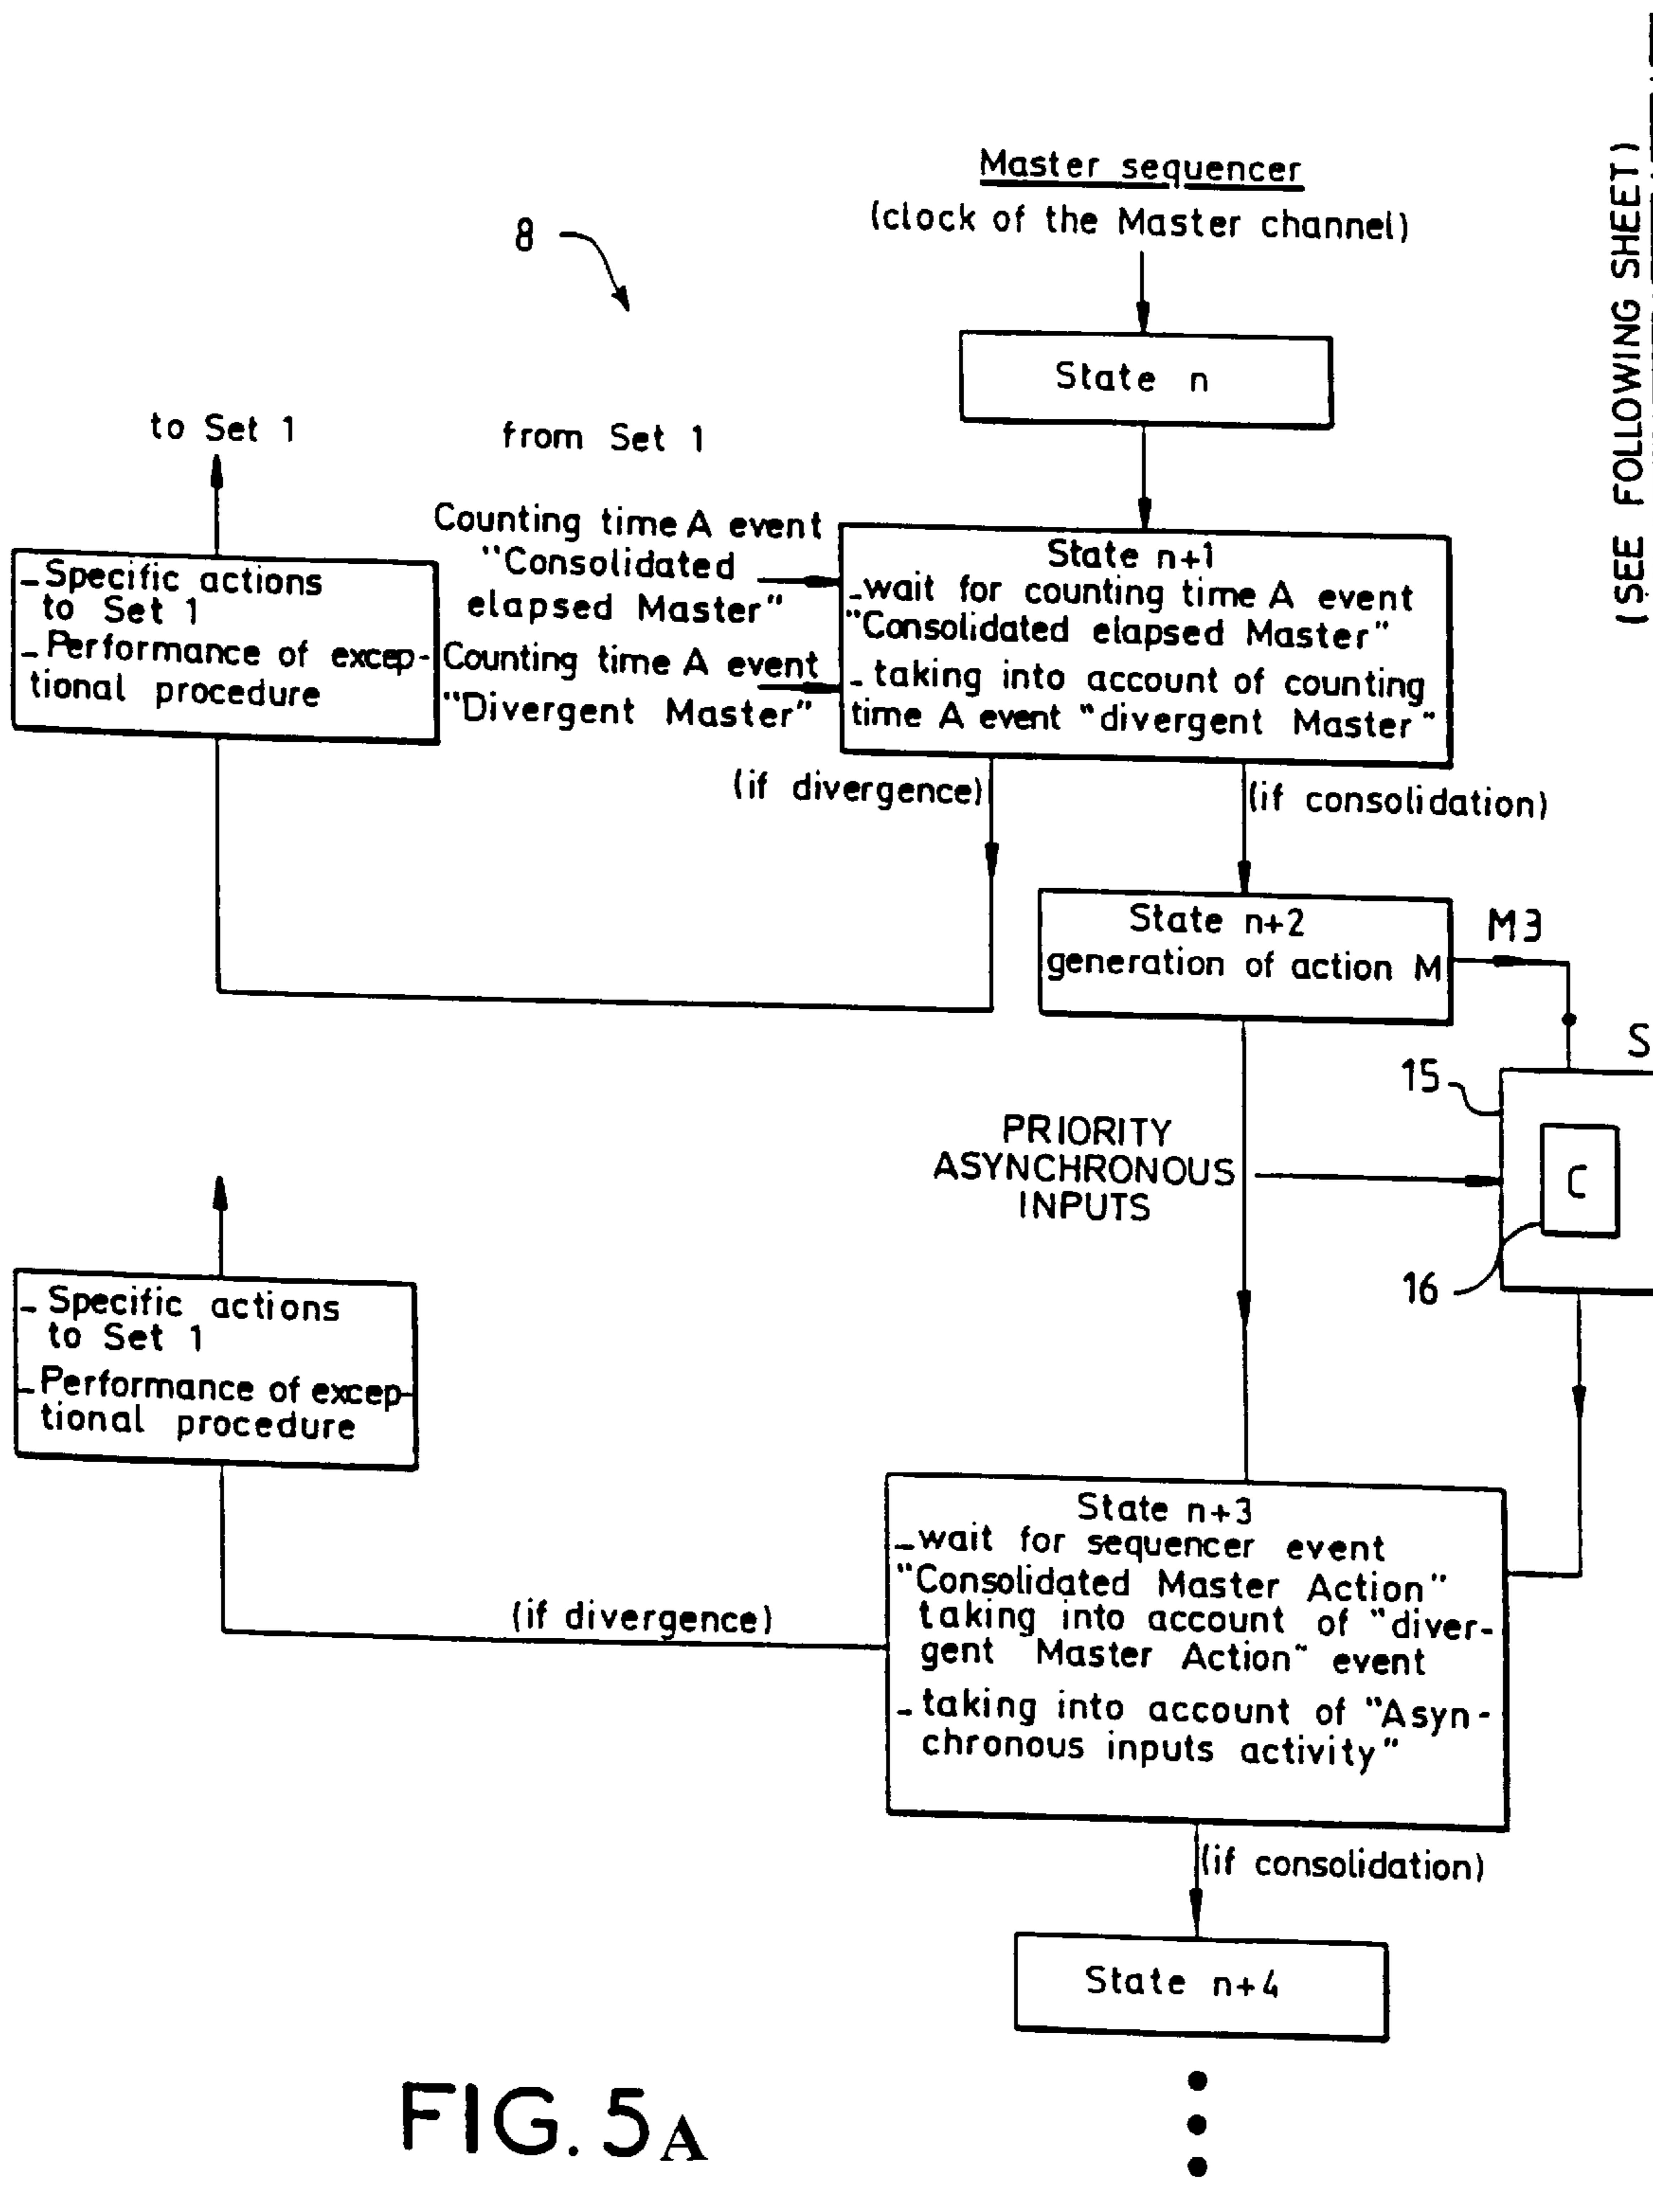 Master sequencer
(clock of the Master channel)
8
(SEE FOLLOWING SHEET)
State n
to Set 1
from Set 1
Counting time A event
"Consolidated
elapsed Master"
Counting time A event
"Divergent Master"
State n+1
-wait for counting time A event
"Consolidated elapsed Master"
- taking into account of counting
time A event "divergent Master"
- Specific actions
to Set 1
- Performance of excep-
tional procedure
(if divergence)
(if consolidation)
State n+2
generation of action M
M3
S
15
C
16
PRIORITY
ASYNCHRONOUS
INPUTS
- Specific actions
to Set 1
- Performance of excep-
tional procedure
(if divergence)
State n+3
-wait for sequencer event
"Consolidated Master Action"
taking into account of "diver-
gent Master Action" event
- taking into account of "Asyn-
chronous inputs activity"
(if consolidation)
State n+4
FIG. 5A